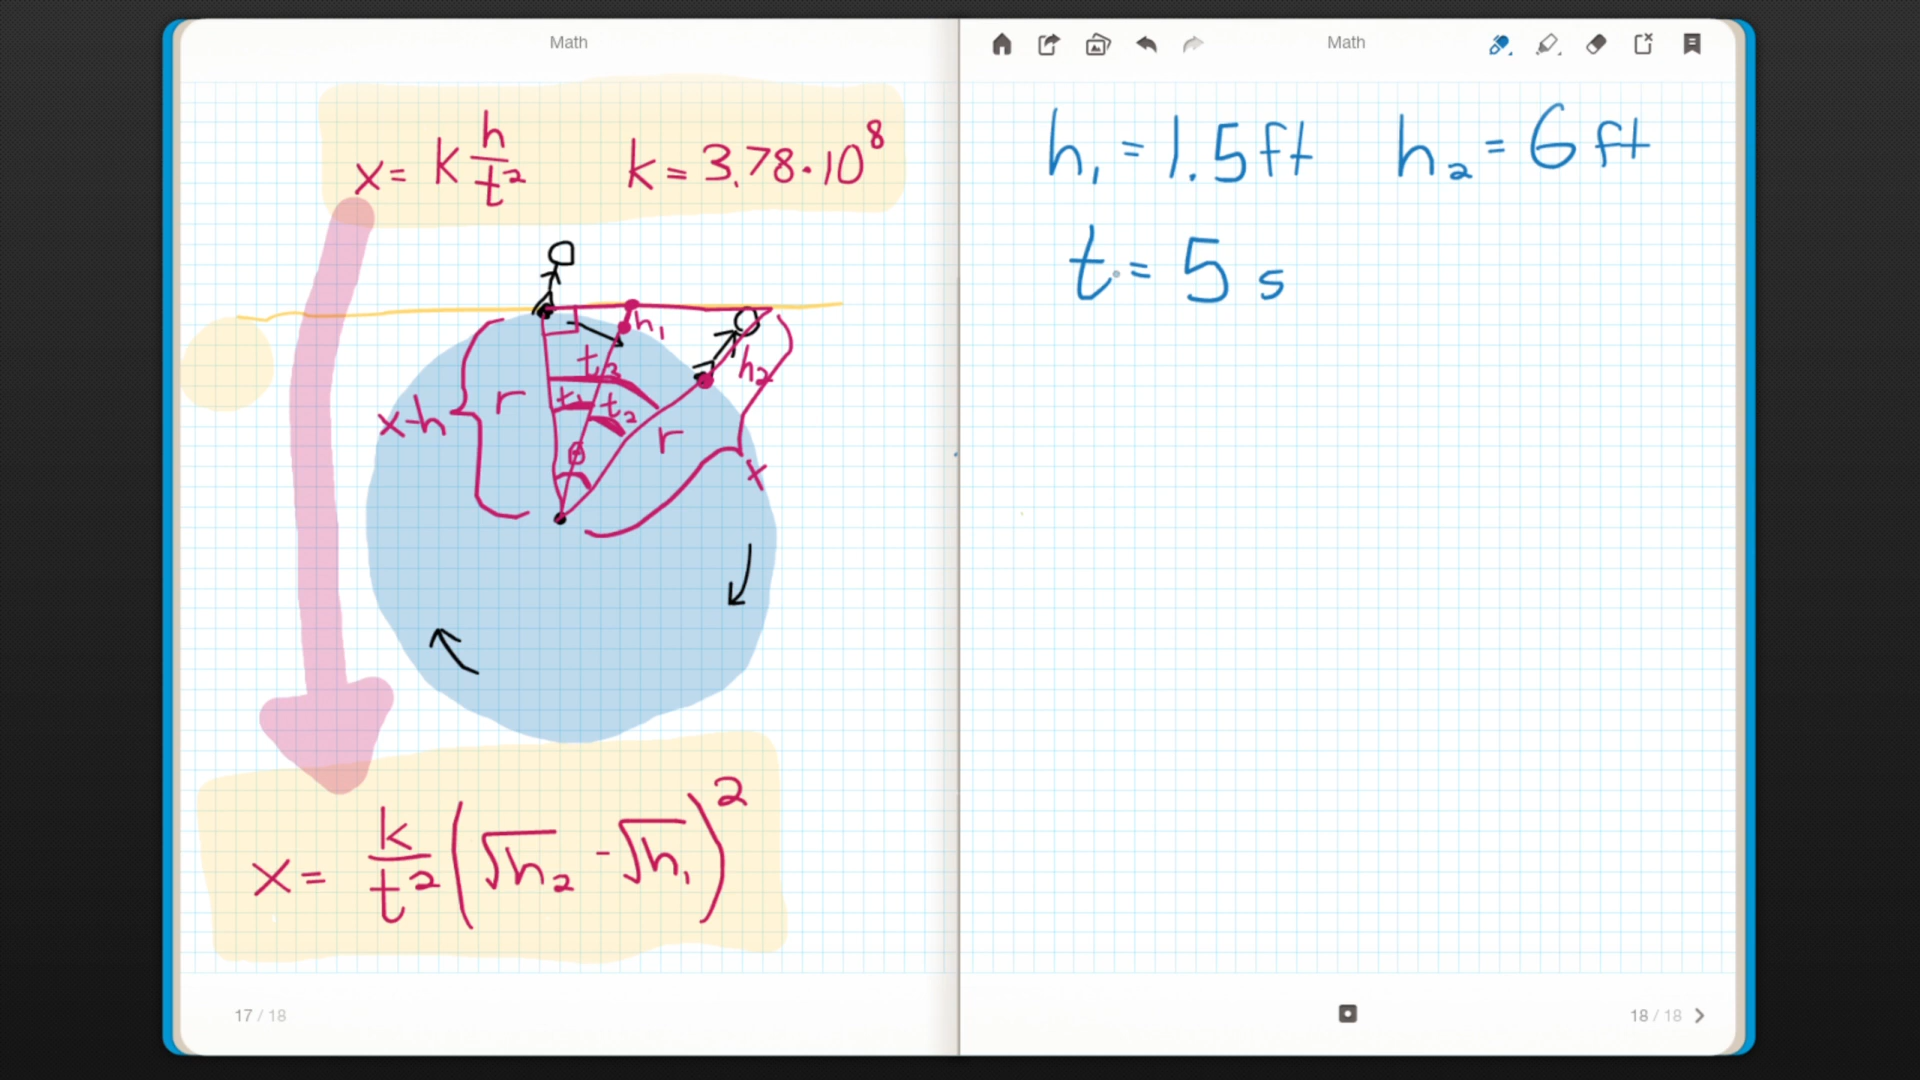 Math
x = k h/t²   k = 3.78·10⁸
h₁
t₃
h₂
x-h
r
t₁
t₂
r
θ
x
x = k/t² (√h₂ - √h₁)²
17 / 18
Math
h₁ = 1.5 ft   h₂ = 6 ft
t = 5 s
18 / 18